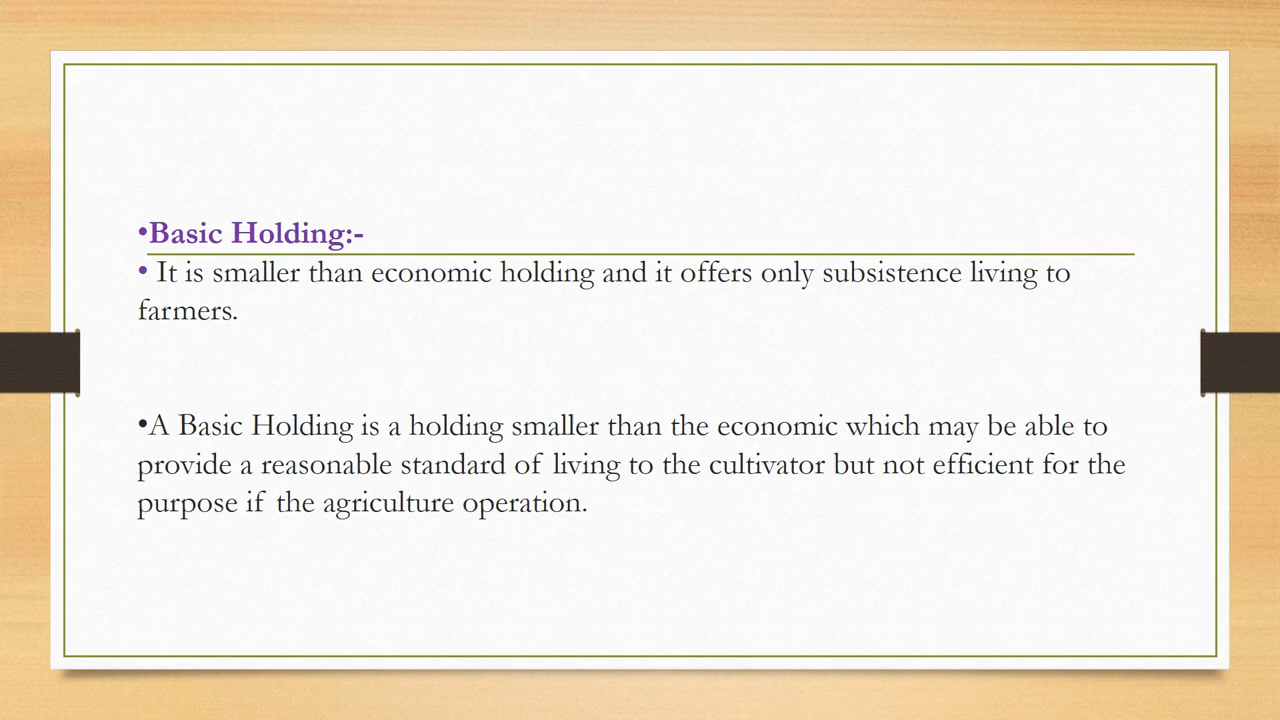 •Basic Holding:-
• It is smaller than economic holding and it offers only subsistence living to
farmers.
•A Basic Holding is a holding smaller than the economic which may be able to
provide a reasonable standard of living to the cultivator but not efficient for the
purpose if the agriculture operation.